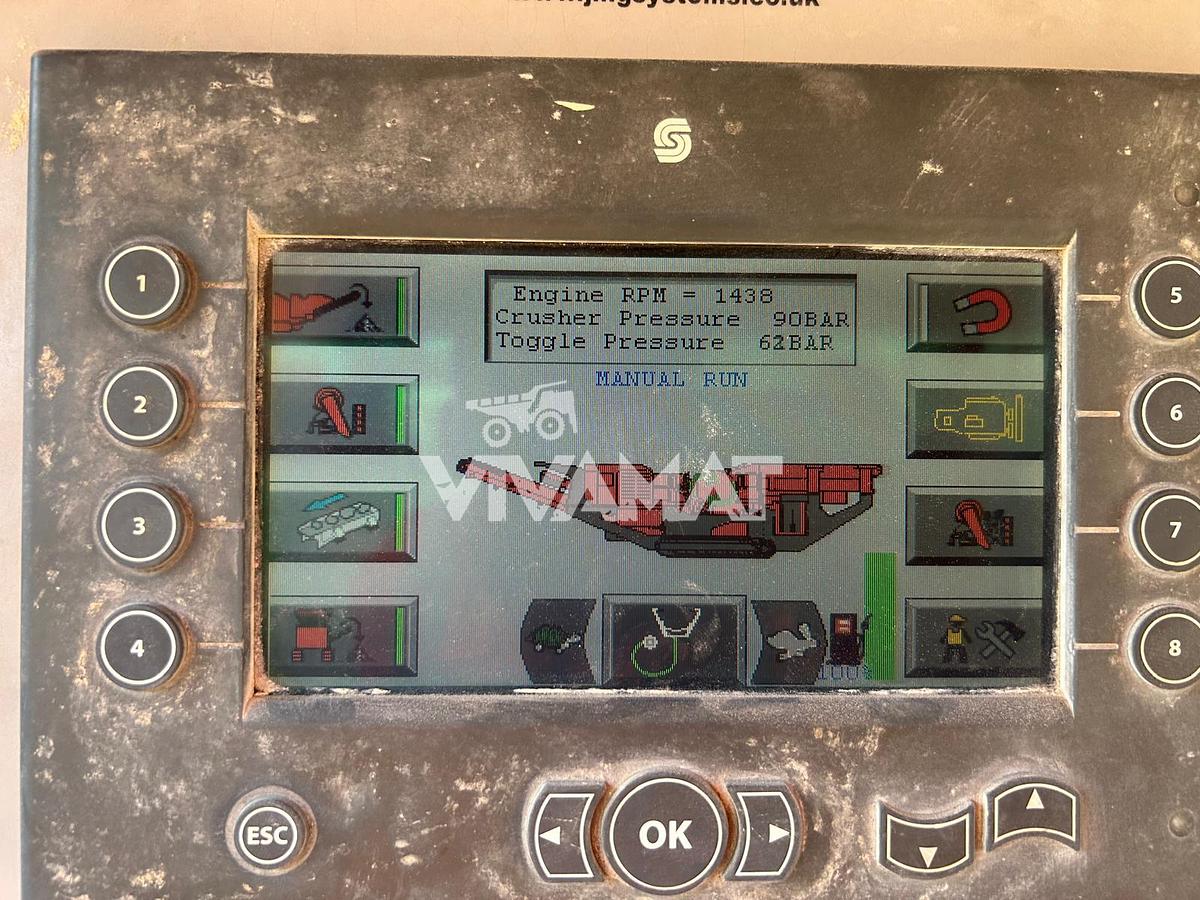 Engine RPM = 1438
Crusher Pressure 90BAR
Toggle Pressure 62BAR
MANUAL RUN
VIVAMAT
100%
1
2
3
4
5
6
7
8
ESC
OK